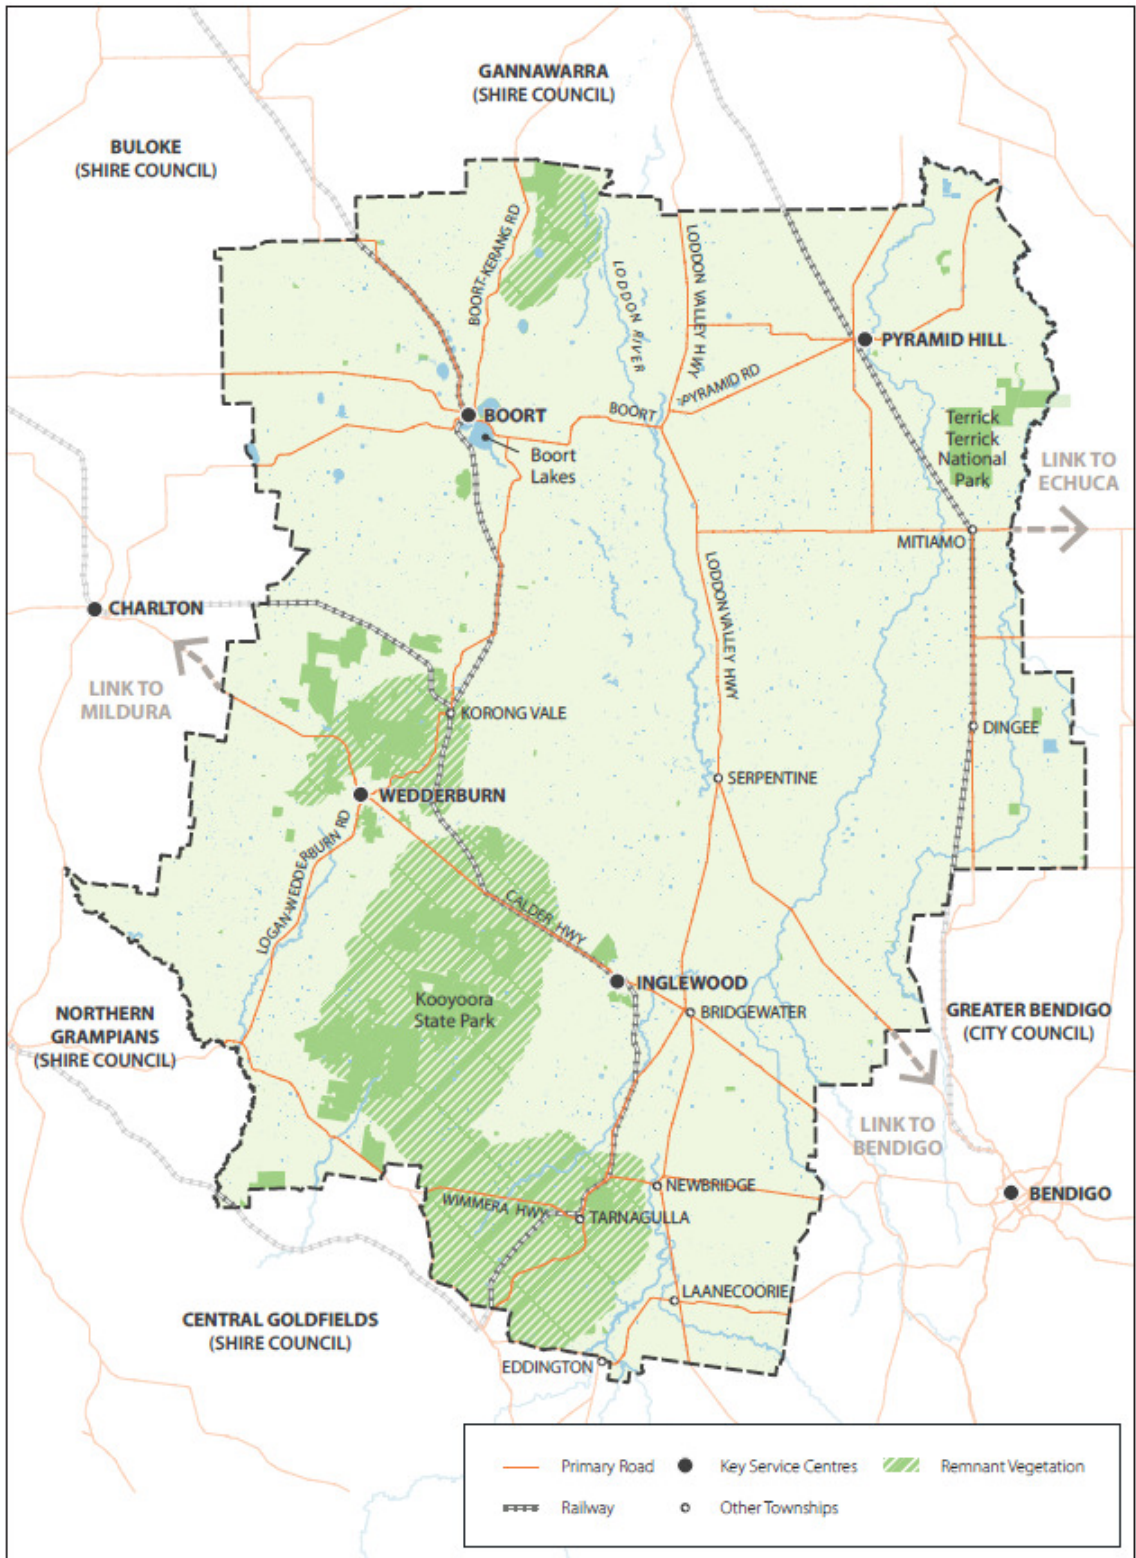 GANNAWARRA
(SHIRE COUNCIL)
BULOKE
(SHIRE COUNCIL)
BOORT-KERANG RD
LODDON RIVER
LODDON VALLEY HWY
PYRAMID HILL
PYRAMID RD
BOORT
BOORT
Boort
Lakes
Terrick
Terrick
National
Park
LINK TO
ECHUCA
MITIAMO
LODDON VALLEY HWY
CHARLTON
LINK TO
MILDURA
KORONG VALE
DINGEE
SERPENTINE
WEDDERBURN
LOGAN-WEDDERBURN RD
CALDER HWY
INGLEWOOD
Kooyoora
State Park
BRIDGEWATER
NORTHERN
GRAMPIANS
(SHIRE COUNCIL)
GREATER BENDIGO
(CITY COUNCIL)
LINK TO
BENDIGO
BENDIGO
NEWBRIDGE
WIMMERA HWY
TARNAGULLA
LAANECOORIE
CENTRAL GOLDFIELDS
(SHIRE COUNCIL)
EDDINGTON
Primary Road
Key Service Centres
Remnant Vegetation
Railway
Other Townships